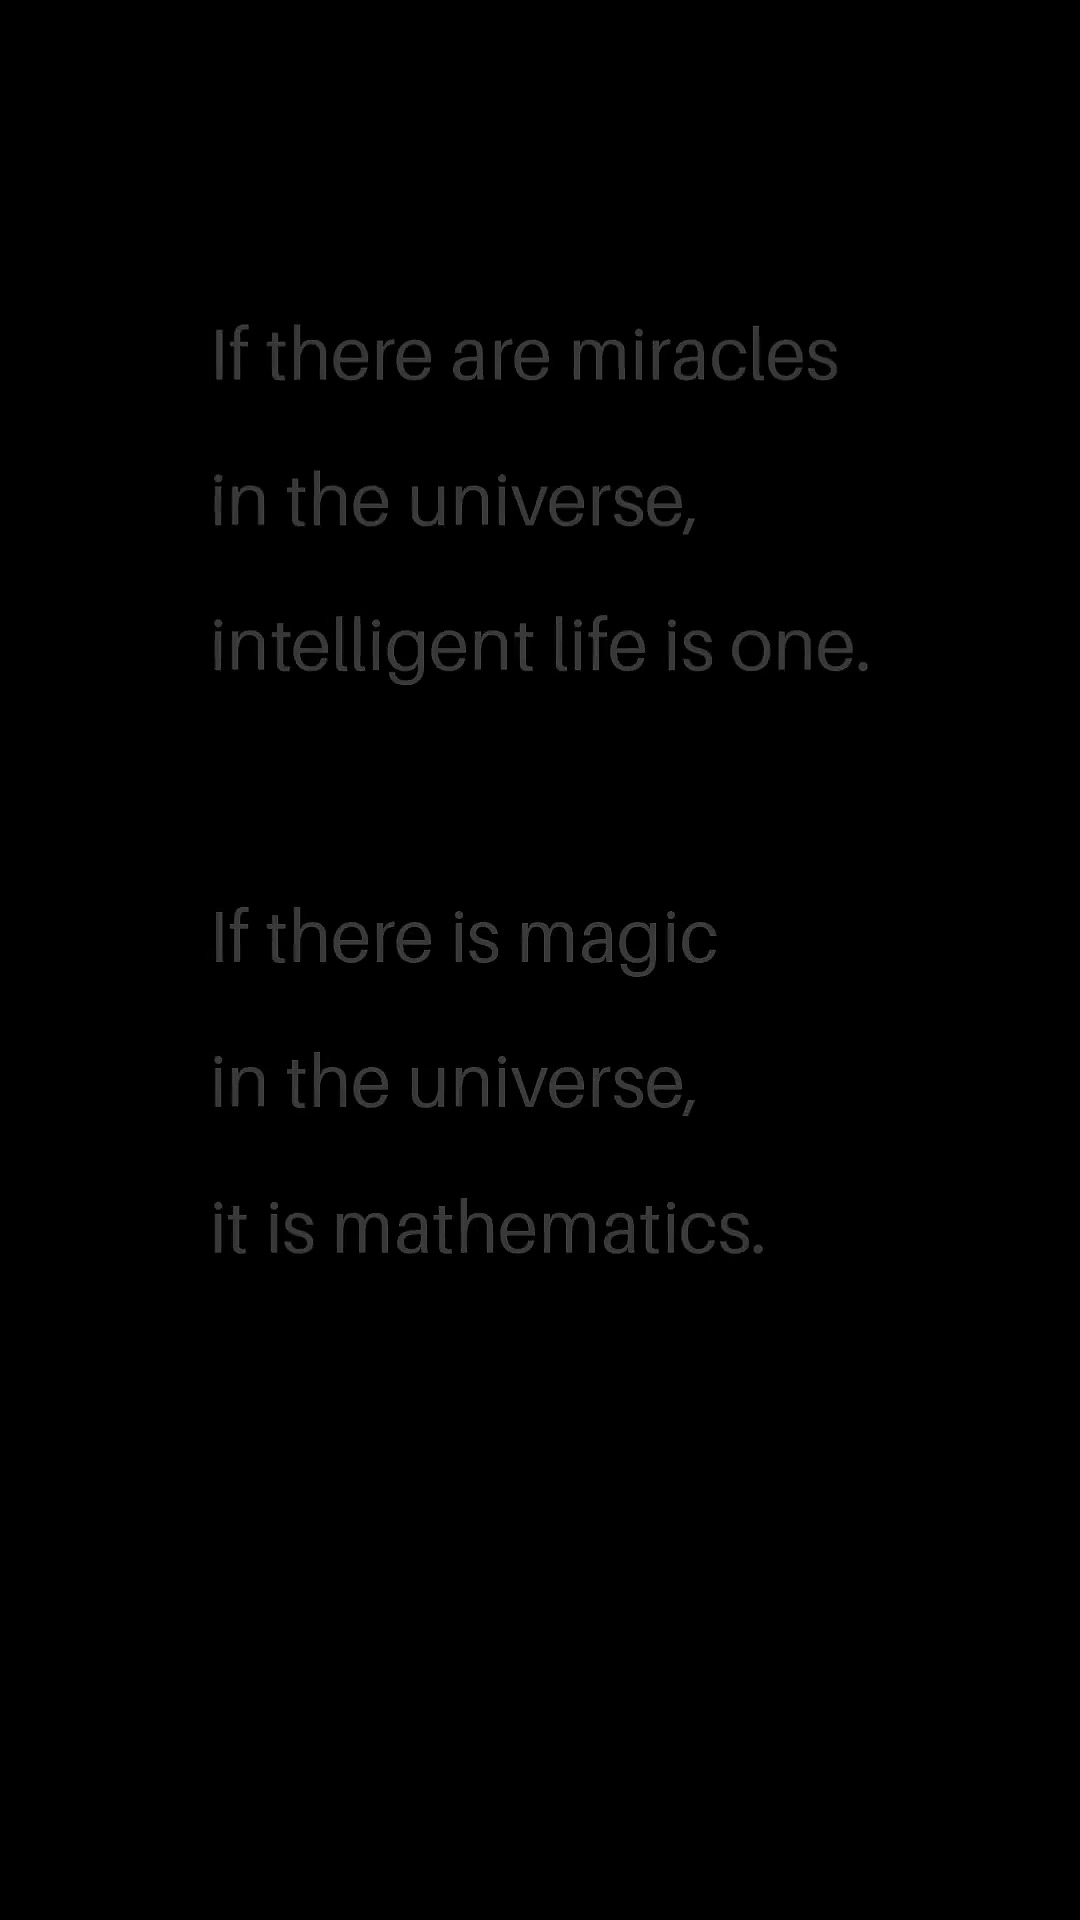 If there are miracles
in the universe,
intelligent life is one.
If there is magic
in the universe,
it is mathematics.